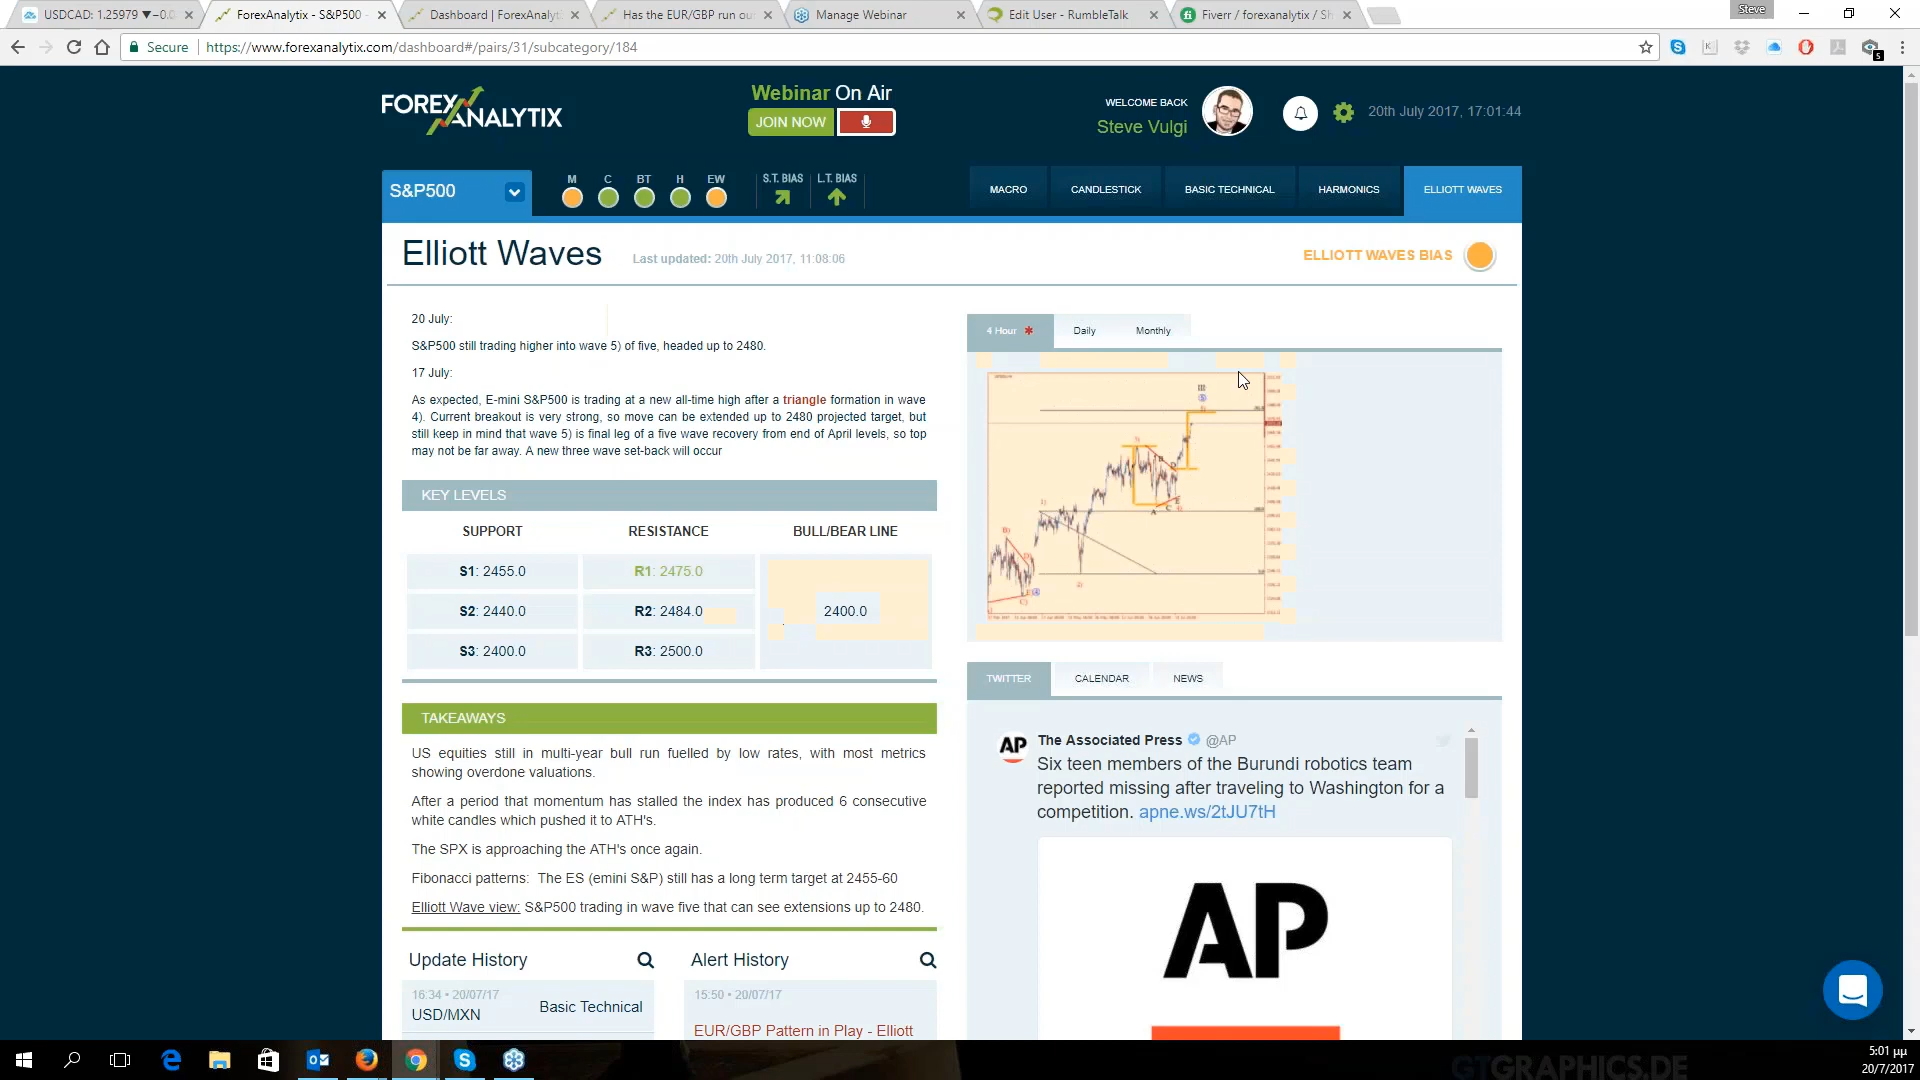 USDCAD: 1.25979 ▼−0.0
ForexAnalytix - S&P500 -
Dashboard | ForexAnalyt
Has the EUR/GBP run ou
Manage Webinar
Edit User - RumbleTalk
Fiverr / forexanalytix / Sh
Steve
Secure
https://www.forexanalytix.com/dashboard#/pairs/31/subcategory/184
FOREX ANALYTIX
Webinar On Air
JOIN NOW
WELCOME BACK
Steve Vulgi
20th July 2017, 17:01:44
S&P500
M C BT H EW
S.T. BIAS
L.T. BIAS
MACRO
CANDLESTICK
BASIC TECHNICAL
HARMONICS
ELLIOTT WAVES
Elliott Waves
Last updated: 20th July 2017, 11:08:06
ELLIOTT WAVES BIAS
20 July:
S&P500 still trading higher into wave 5) of five, headed up to 2480.
17 July:
As expected, E-mini S&P500 is trading at a new all-time high after a triangle formation in wave
4). Current breakout is very strong, so move can be extended up to 2480 projected target, but
still keep in mind that wave 5) is final leg of a five wave recovery from end of April levels, so top
may not be far away. A new three wave set-back will occur
4 Hour *
Daily
Monthly
KEY LEVELS
SUPPORT RESISTANCE BULL/BEAR LINE
S1: 2455.0 R1: 2475.0
S2: 2440.0 R2: 2484.0 2400.0
S3: 2400.0 R3: 2500.0
TAKEAWAYS
US equities still in multi-year bull run fuelled by low rates, with most metrics
showing overdone valuations.
After a period that momentum has stalled the index has produced 6 consecutive
white candles which pushed it to ATH's.
The SPX is approaching the ATH's once again.
Fibonacci patterns: The ES (emini S&P) still has a long term target at 2455-60
Elliott Wave view: S&P500 trading in wave five that can see extensions up to 2480.
TWITTER
CALENDAR
NEWS
AP
The Associated Press @AP
Six teen members of the Burundi robotics team
reported missing after traveling to Washington for a
competition. apne.ws/2tJU7tH
AP
Update History
16:34 • 20/07/17
USD/MXN
Basic Technical
Alert History
15:50 • 20/07/17
EUR/GBP Pattern in Play - Elliott
GTGRAPHICS.DE
5:01 μμ
20/7/2017